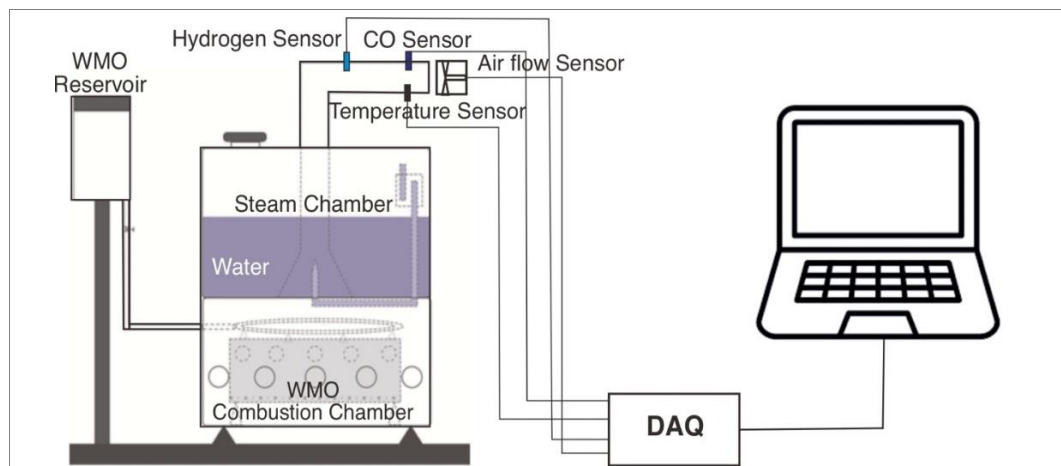 Hydrogen Sensor
CO Sensor
WMO
Reservoir
Air flow Sensor
Temperature Sensor
Steam Chamber
Water
WMO
Combustion Chamber
DAQ